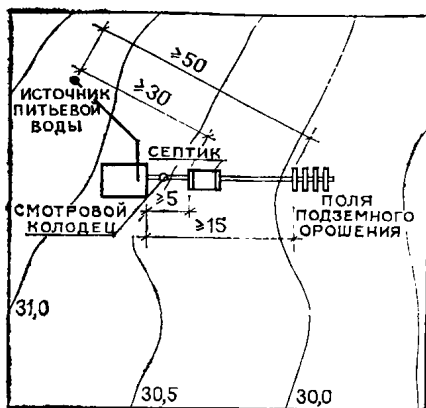 ≥50
≥30
ИСТОЧНИК
ПИТЬЕВОЙ
ВОДЫ
СЕПТИК
СМОТРОВОЙ
КОЛОДЕЦ
≥5
≥15
ПОЛЯ
ПОДЗЕМНОГО
ОРОШЕНИЯ
31,0
30,5
30,0